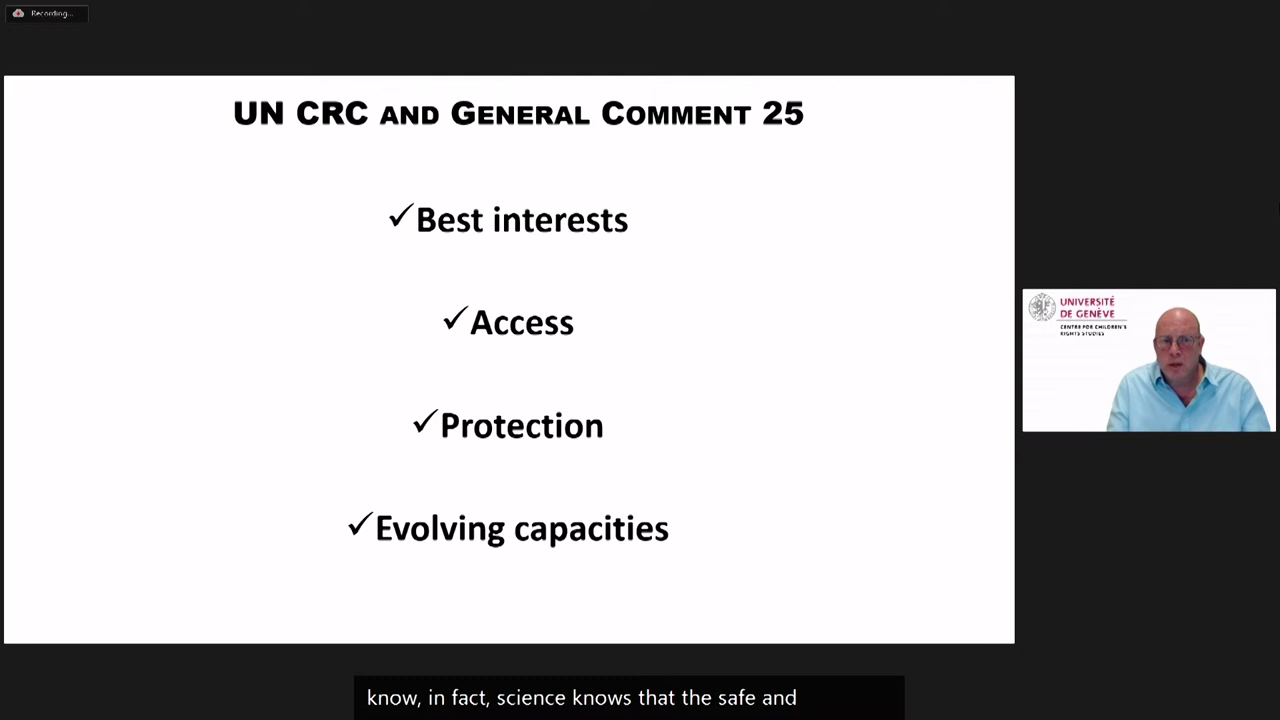 Recording...
UN CRC AND GENERAL COMMENT 25
✓Best interests
✓Access
✓Protection
✓Evolving capacities
UNIVERSITÉ
DE GENÈVE
CENTRE FOR CHILDREN'S
RIGHTS STUDIES
know, in fact, science knows that the safe and